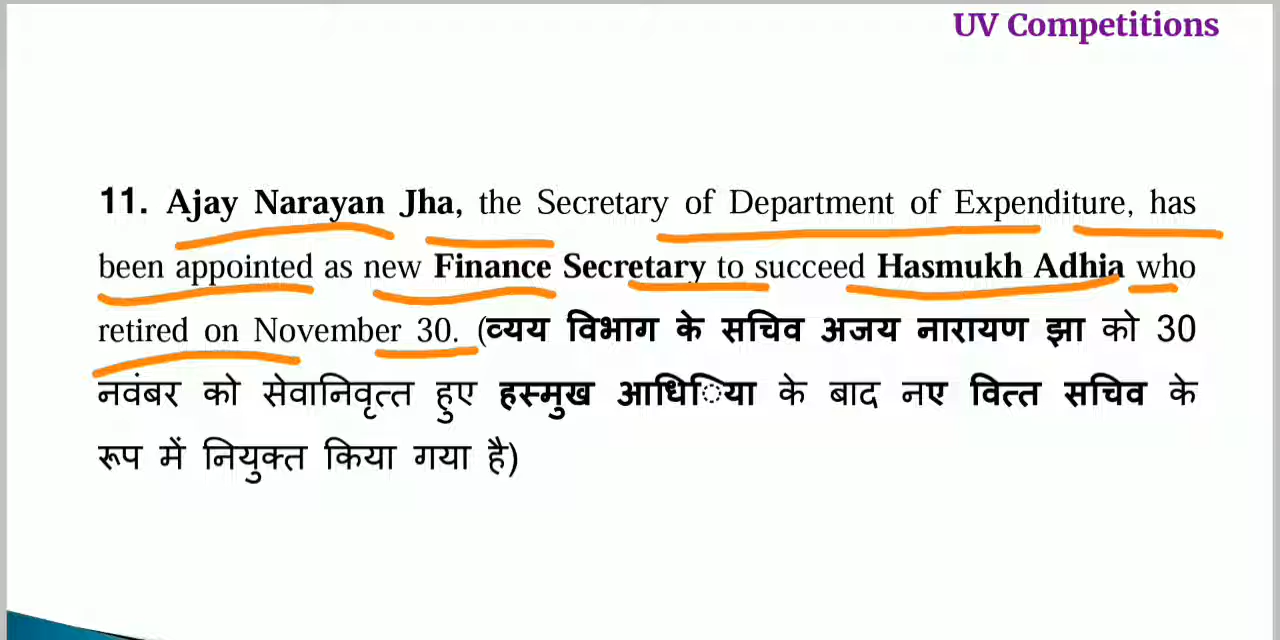 UV Competitions
11. Ajay Narayan Jha, the Secretary of Department of Expenditure, has
been appointed as new Finance Secretary to succeed Hasmukh Adhia who
retired on November 30. (व्यय विभाग के सचिव अजय नारायण झा को 30
नवंबर को सेवानिवृत्त हुए हस्मुख आधििया के बाद नए वित्त सचिव के
रूप में नियुक्त किया गया है)